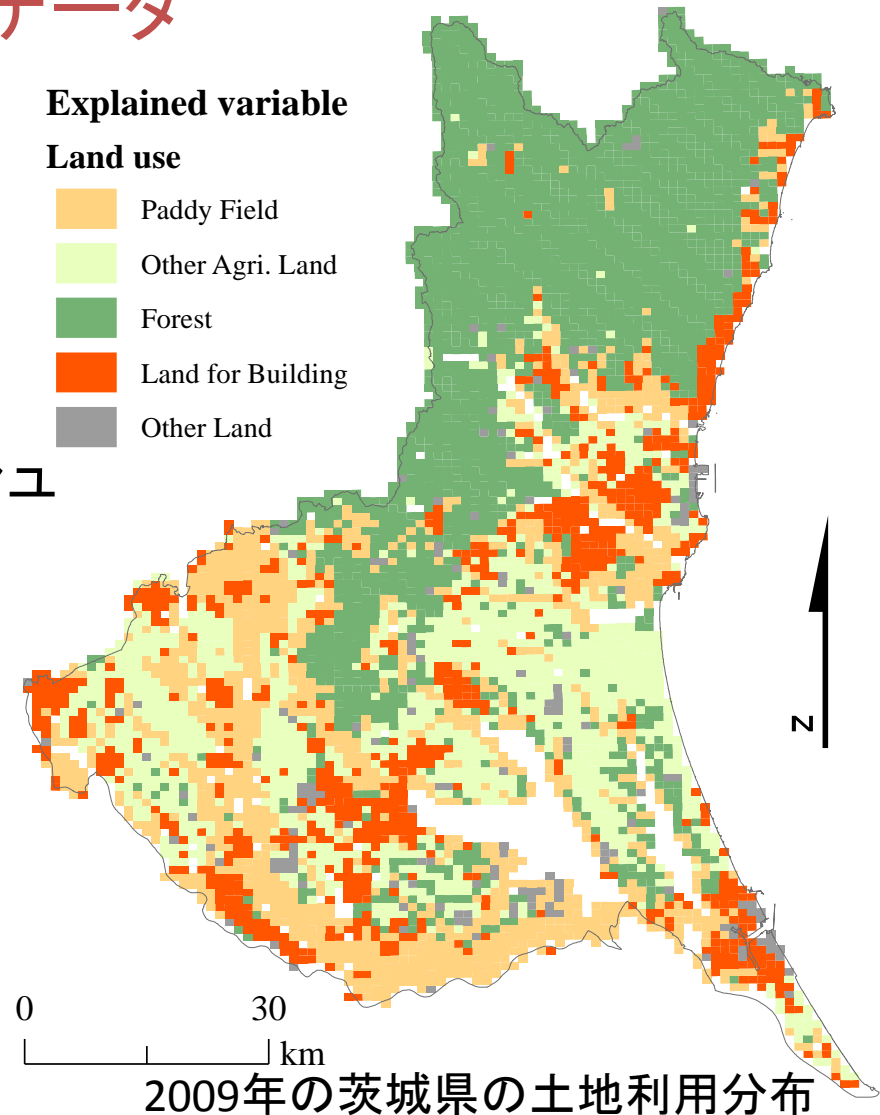 データ
Explained variable
Land use
Paddy Field
Other Agri. Land
Forest
Land for Building
Other Land
ュ
N
0 30
km
2009年の茨城県の土地利用分布